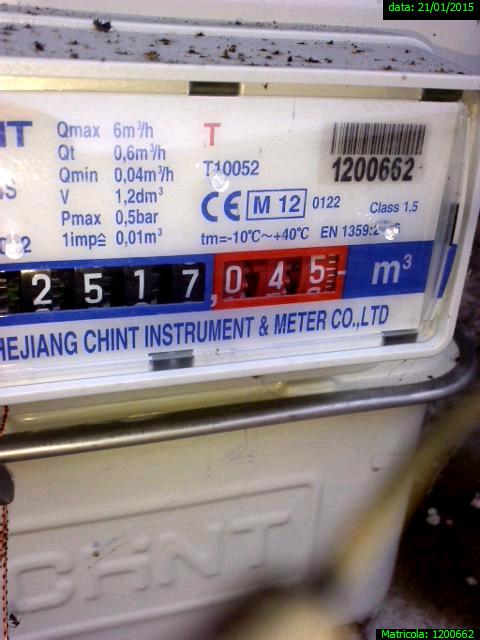 data: 21/01/2015
Qmax 6m³/h
Qt 0,6m³/h
Qmin 0,04m³/h
V 1,2dm³
Pmax 0,5bar
1imp≙ 0,01m³
T
T10052
CE M 12 0122
tm=-10℃～+40℃ EN 1359:
1200662
Class 1,5
2517,045 m³
HEJIANG CHINT INSTRUMENT & METER CO.,LTD
CHINT
Matricola: 1200662